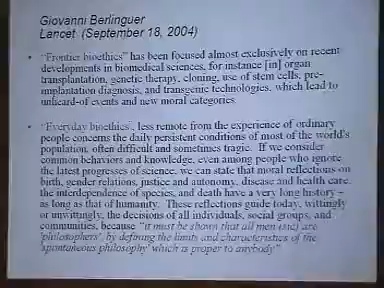 Giovanni Berlinguer
Lancet (September 18, 2004)
• "Frontier bioethics" has been focused almost exclusively on recent
developments in biomedical sciences, for instance [in] organ
transplantation, genetic therapy, cloning, use of stem cells, pre-
implantation diagnosis, and transgenic technologies, which lead to
unheard-of events and new moral categories.
• "Everyday bioethics, less remote from the experience of ordinary
people concerns the daily persistent conditions of most of the world's
population, often difficult and sometimes tragic. If we consider
common behaviors and knowledge, even among people who ignore
the latest progresses of science, we can state that moral reflections on
birth, gender relations, justice and autonomy, disease and health care,
the interdependence of species, and death have a very long history –
as long as that of humanity. These reflections guide today, wittingly
or unwittingly, the decisions of all individuals, social groups, and
communities, because "it must be shown that all men (sic) are
'philosophers', by defining the limits and characteristics of the
'spontaneous philosophy' which is proper to anybody"